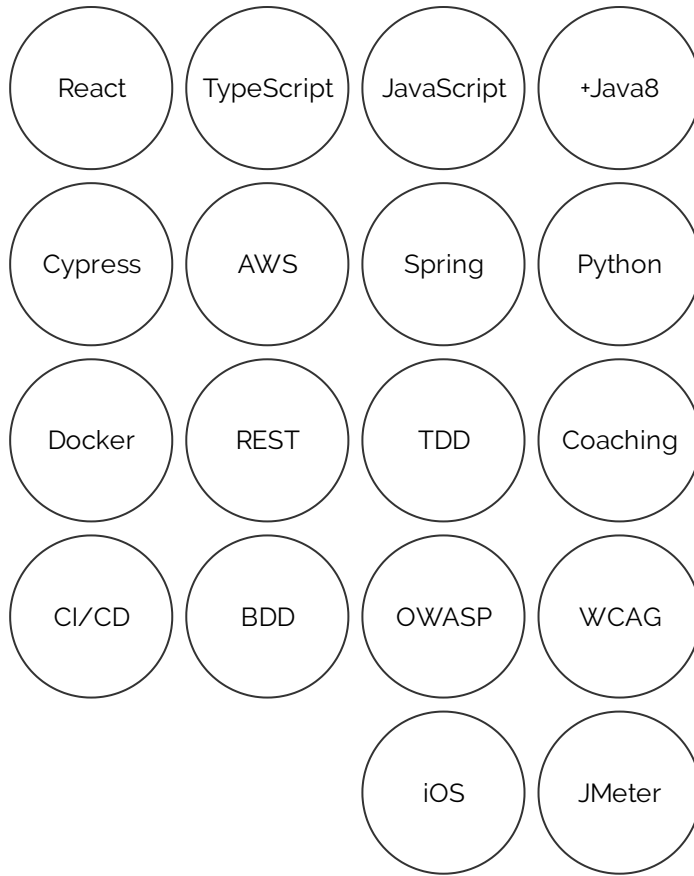 React TypeScript JavaScript +Java8
Cypress AWS Spring Python
Docker REST TDD Coaching
CI/CD BDD OWASP WCAG
iOS JMeter